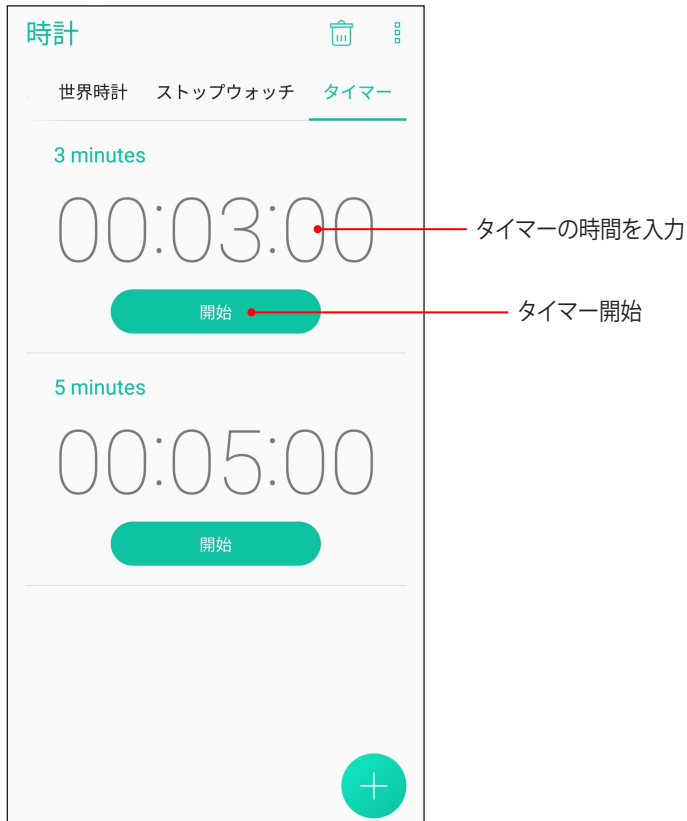 時計
世界時計 ストップウォッチ タイマー
3 minutes
00:03:00
タイマーの時間を入力
開始
タイマー開始
5 minutes
00:05:00
開始